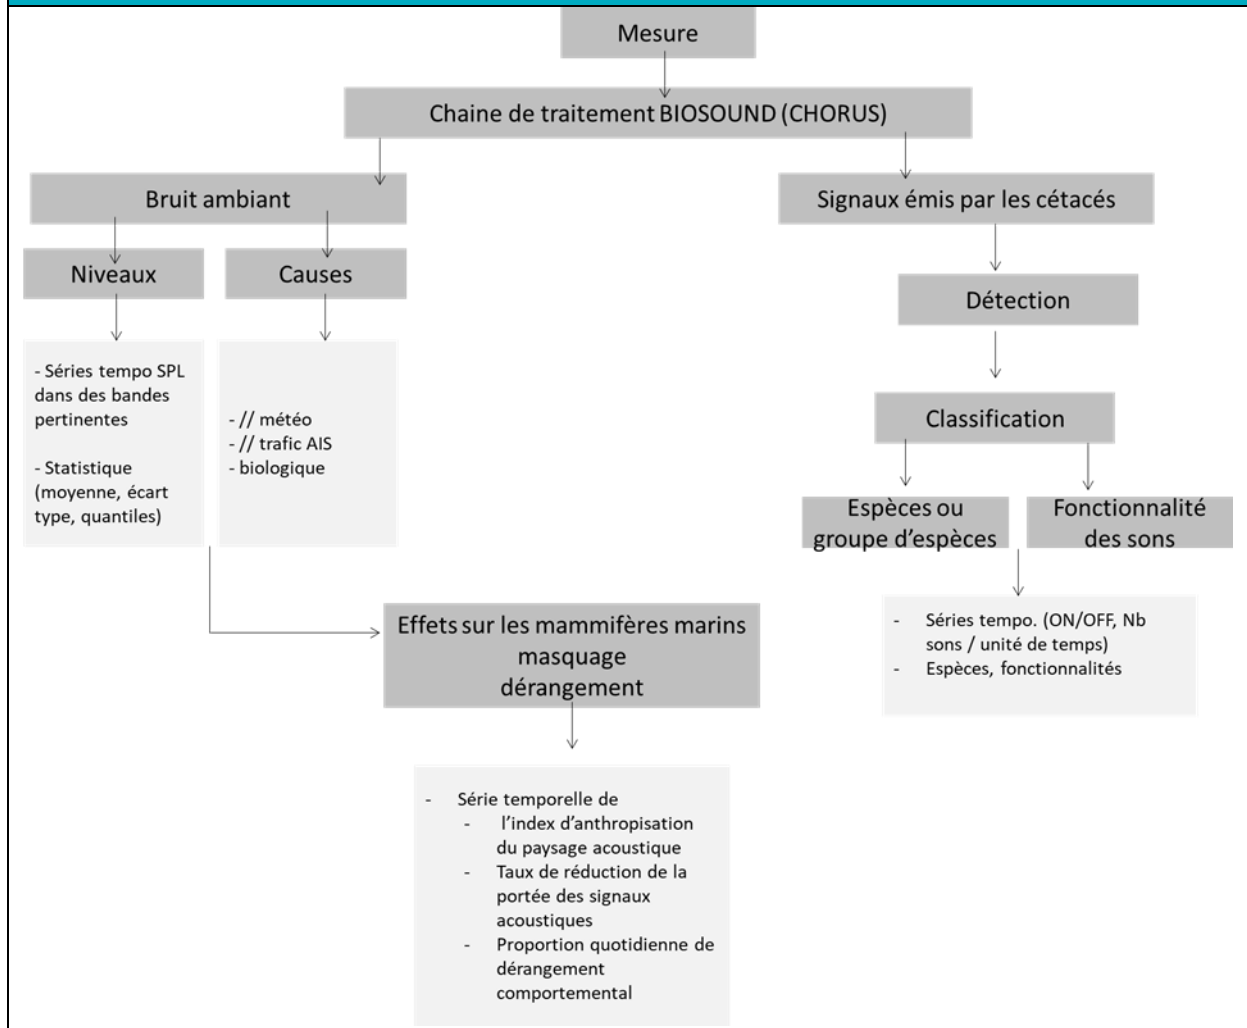 Mesure
Chaine de traitement BIOSOUND (CHORUS)
Bruit ambiant
Signaux émis par les cétacés
Niveaux
Causes
Détection
- Séries tempo SPL
dans des bandes
pertinentes
- Statistique
(moyenne, écart
type, quantiles)
- // météo
- // trafic AIS
- biologique
Classification
Espèces ou
groupe d'espèces
Fonctionnalité
des sons
Effets sur les mammifères marins
masquage
dérangement
- Séries tempo. (ON/OFF, Nb
sons / unité de temps)
- Espèces, fonctionnalités
- Série temporelle de
- l'index d'anthropisation
du paysage acoustique
- Taux de réduction de la
portée des signaux
acoustiques
- Proportion quotidienne de
dérangement
comportemental